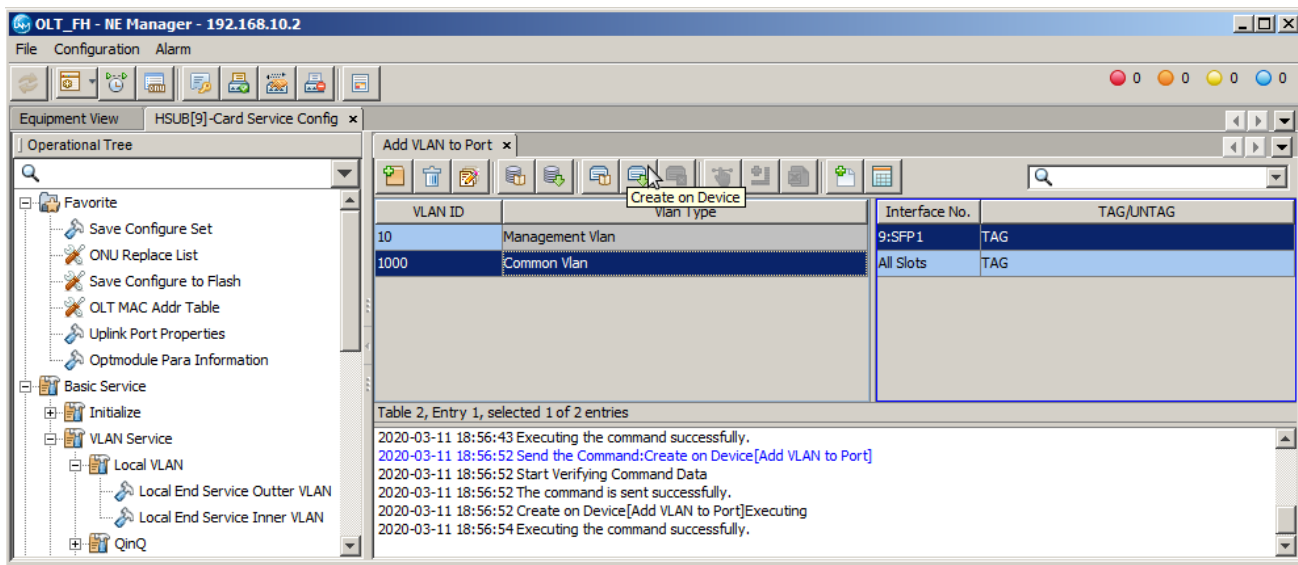 OLT_FH - NE Manager - 192.168.10.2
File Configuration Alarm
0 0 0 0
Equipment View HSUB[9]-Card Service Config
Operational Tree
Add VLAN to Port
Favorite
Save Configure Set
ONU Replace List
Save Configure to Flash
OLT MAC Addr Table
Uplink Port Properties
Optmodule Para Information
Basic Service
Initialize
VLAN Service
Local VLAN
Local End Service Outter VLAN
Local End Service Inner VLAN
QinQ
Create on Device
VLAN ID Vlan Type
10 Management Vlan
1000 Common Vlan
Interface No. TAG/UNTAG
9:SFP1 TAG
All Slots TAG
Table 2, Entry 1, selected 1 of 2 entries
2020-03-11 18:56:43 Executing the command successfully.
2020-03-11 18:56:52 Send the Command:Create on Device[Add VLAN to Port]
2020-03-11 18:56:52 Start Verifying Command Data
2020-03-11 18:56:52 The command is sent successfully.
2020-03-11 18:56:52 Create on Device[Add VLAN to Port]Executing
2020-03-11 18:56:54 Executing the command successfully.